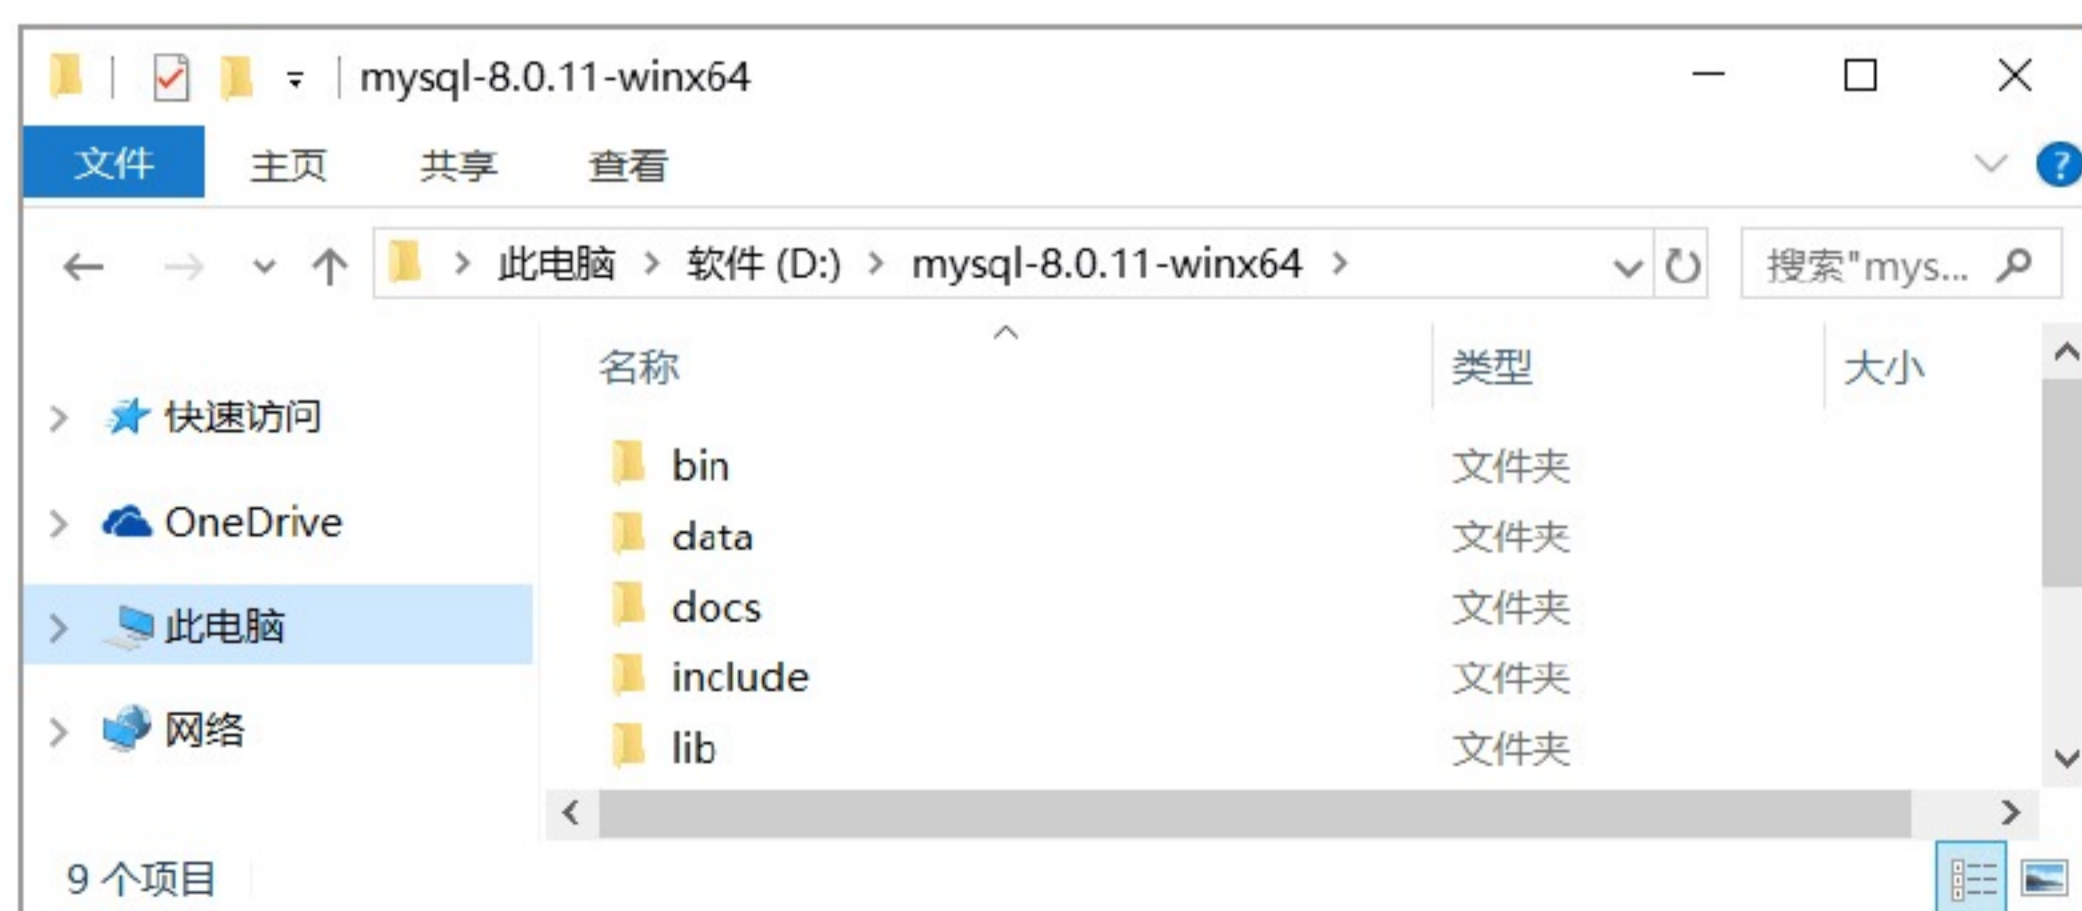 mysql-8.0.11-winx64
文件 主页 共享 查看
此电脑 > 软件 (D:) > mysql-8.0.11-winx64 > 搜索"mys...
名称 类型 大小
快速访问
OneDrive
此电脑
网络
bin 文件夹
data 文件夹
docs 文件夹
include 文件夹
lib 文件夹
9 个项目